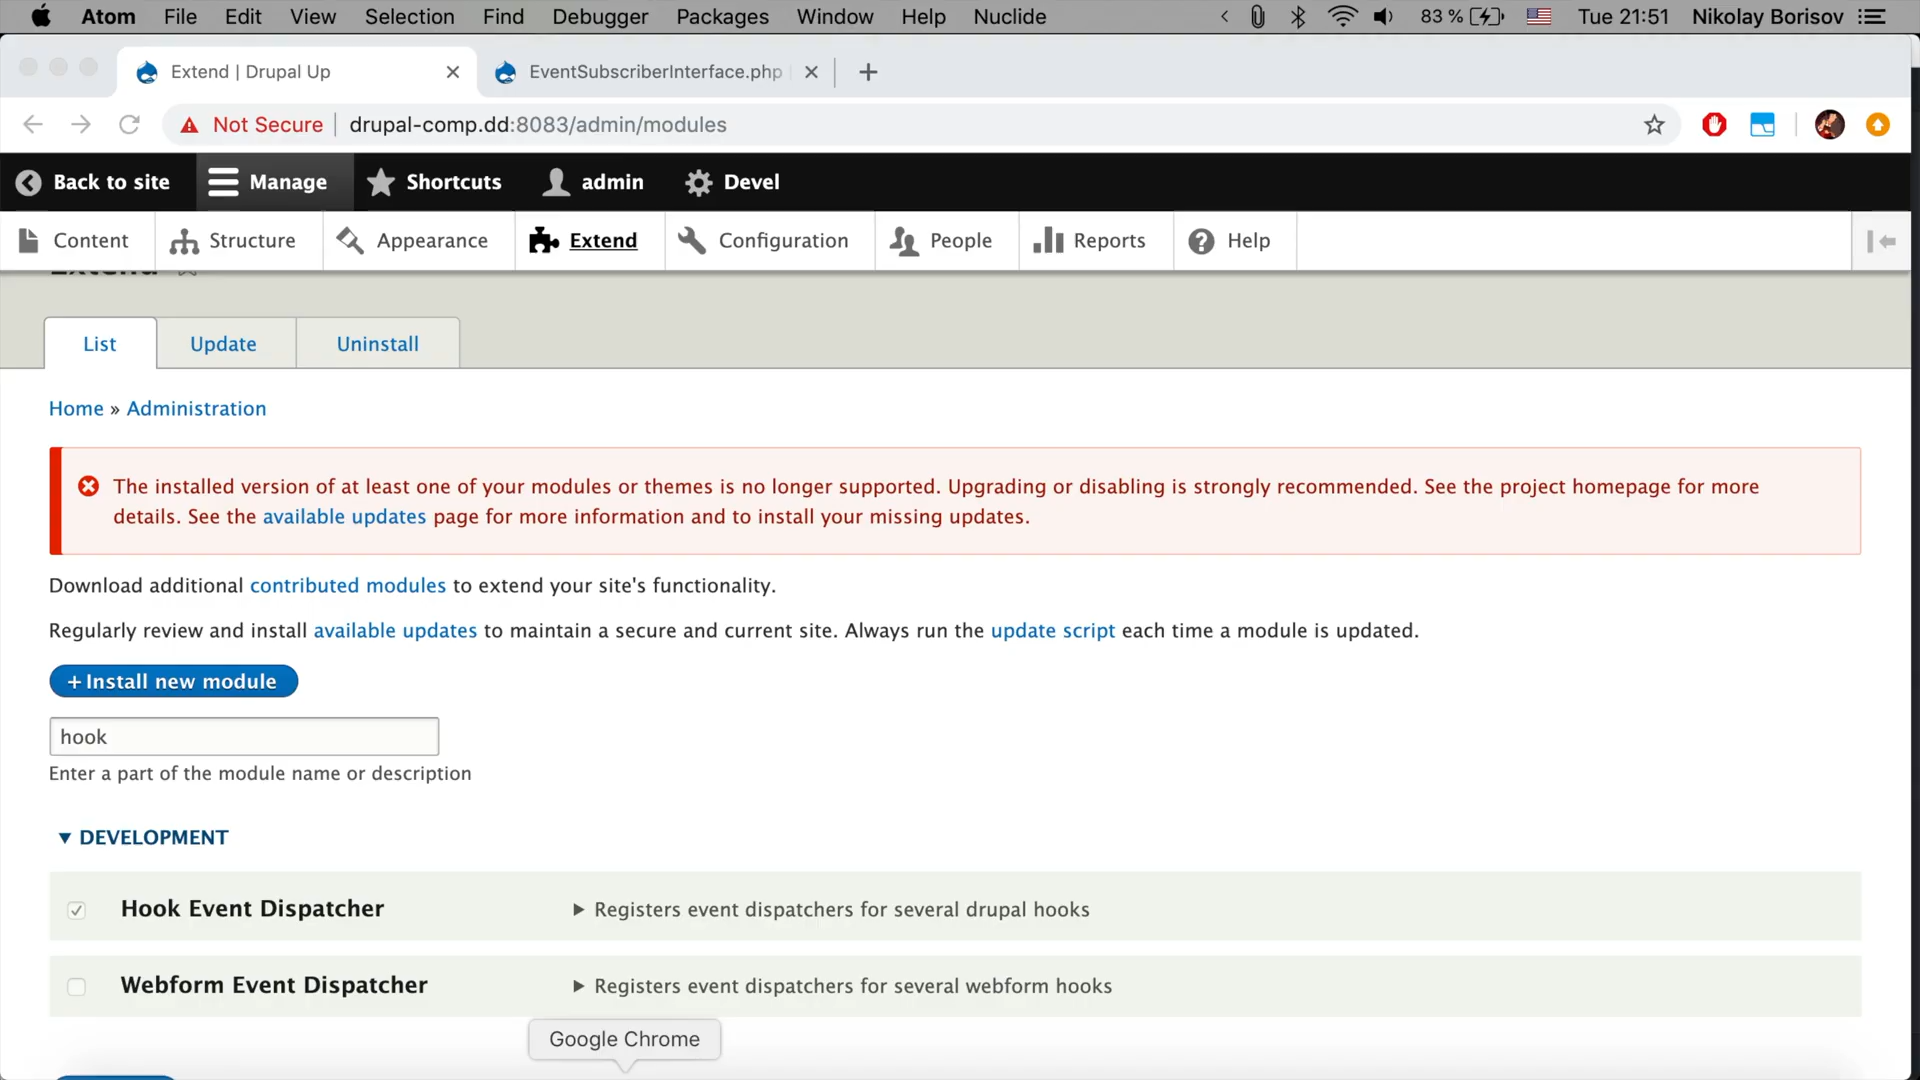 Atom File Edit View Selection Find Debugger Packages Window Help Nuclide 83 % Tue 21:51 Nikolay Borisov
Extend | Drupal Up EventSubscriberInterface.php
Not Secure drupal-comp.dd:8083/admin/modules
Back to site Manage Shortcuts admin Devel
Content Structure Appearance Extend Configuration People Reports Help
Extend
List Update Uninstall
Home » Administration
The installed version of at least one of your modules or themes is no longer supported. Upgrading or disabling is strongly recommended. See the project homepage for more
details. See the available updates page for more information and to install your missing updates.
Download additional contributed modules to extend your site's functionality.
Regularly review and install available updates to maintain a secure and current site. Always run the update script each time a module is updated.
+ Install new module
hook
Enter a part of the module name or description
▼ DEVELOPMENT
Hook Event Dispatcher ▶ Registers event dispatchers for several drupal hooks
Webform Event Dispatcher ▶ Registers event dispatchers for several webform hooks
Google Chrome